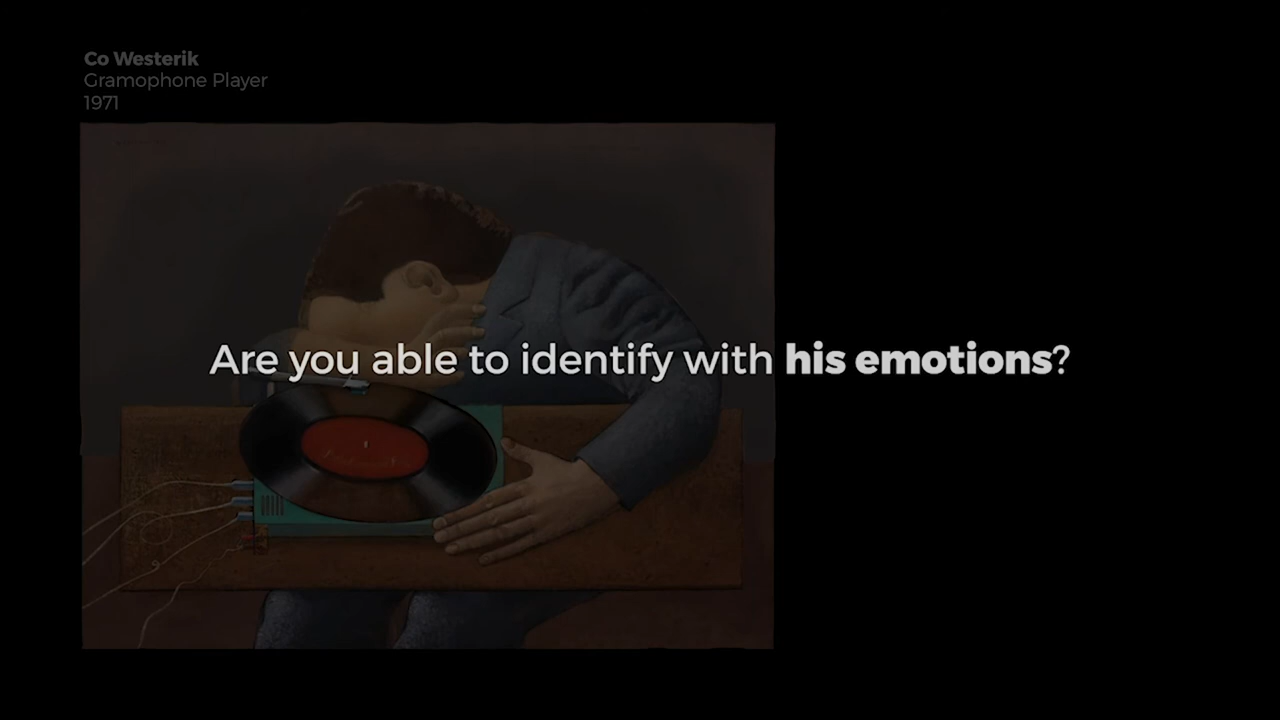 Co Westerik
Gramophone Player
1971
Are you able to identify with his emotions?